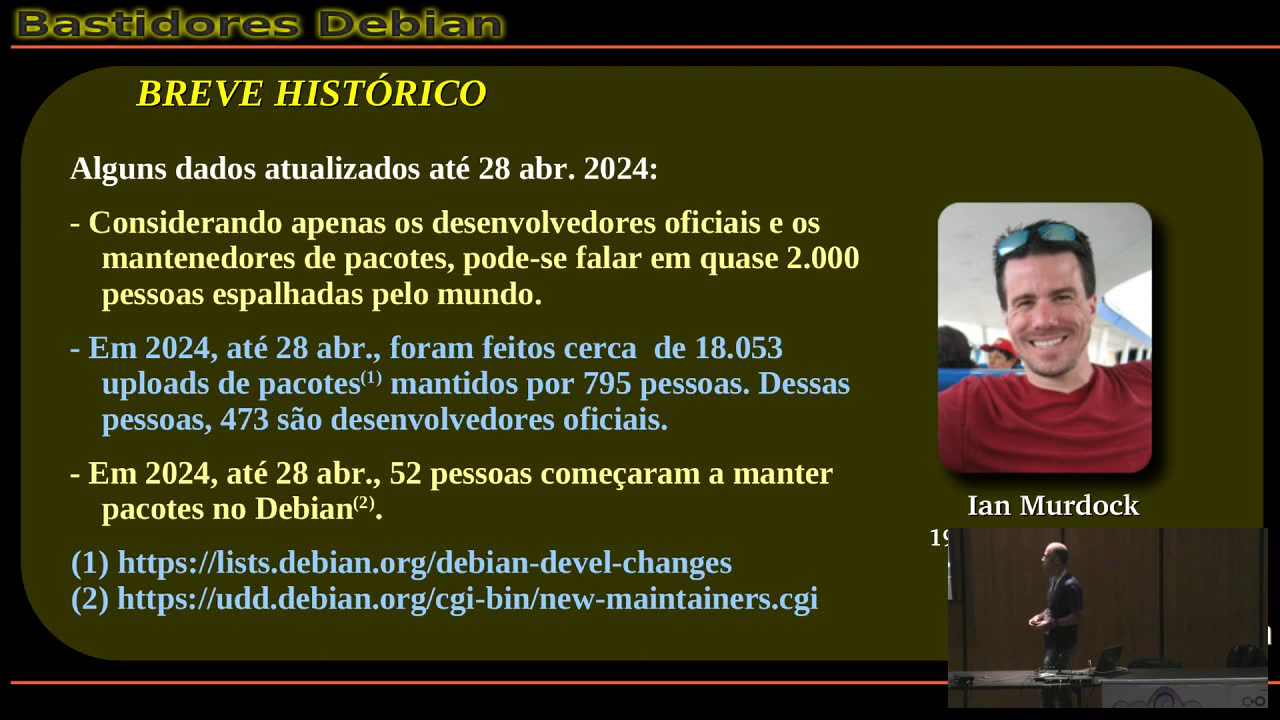 Bastidores Debian
BREVE HISTÓRICO
Alguns dados atualizados até 28 abr. 2024:
- Considerando apenas os desenvolvedores oficiais e os
mantenedores de pacotes, pode-se falar em quase 2.000
pessoas espalhadas pelo mundo.
- Em 2024, até 28 abr., foram feitos cerca de 18.053
uploads de pacotes(1) mantidos por 795 pessoas. Dessas
pessoas, 473 são desenvolvedores oficiais.
- Em 2024, até 28 abr., 52 pessoas começaram a manter
pacotes no Debian(2).
(1) https://lists.debian.org/debian-devel-changes
(2) https://udd.debian.org/cgi-bin/new-maintainers.cgi
Ian Murdock